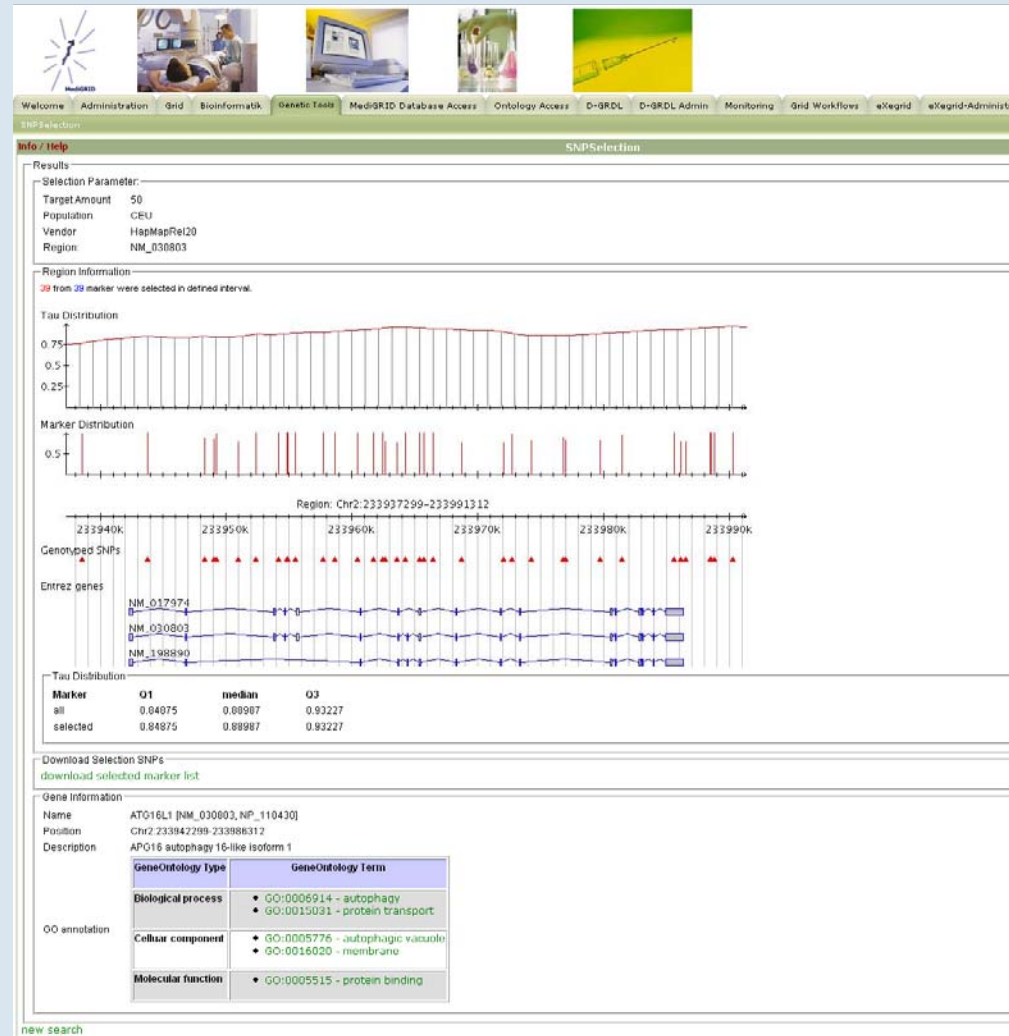 MediGRID
Welcome Administration Grid Bioinformatik Genetic Tools MediGRID Database Access Ontology Access D-GRDL D-GRDL Admin Monitoring Grid Workflows eXegrid eXegrid-Administ
SNPSelection
Info / Help SNPSelection
Results
Selection Parameter:
Target Amount 50
Population CEU
Vendor HapMapRel20
Region: NM_030803
Region Information
39 from 39 marker were selected in defined interval.
Tau Distribution
0.75
0.5
0.25
Marker Distribution
0.5
Region: Chr2:233937299-233991312
233940k 233950k 233960k 233970k 233980k 233990k
Genotyped SNPs
Entrez genes
NM_017974
NM_030803
NM_198890
Tau Distribution
Marker Q1 median Q3
all 0.84875 0.88987 0.93227
selected 0.84875 0.88987 0.93227
Download Selection SNPs
download selected marker list
Gene Information
Name ATG16L1 [NM_030803, NP_110430]
Position Chr2:233942299-233986312
Description APG16 autophagy 16-like isoform 1
GeneOntology Type GeneOntology Term
Biological process • GO:0006914 - autophagy
• GO:0015031 - protein transport
GO annotation
Celluar component • GO:0005776 - autophagic vacuole
• GO:0016020 - membrane
Molecular function • GO:0005515 - protein binding
new search